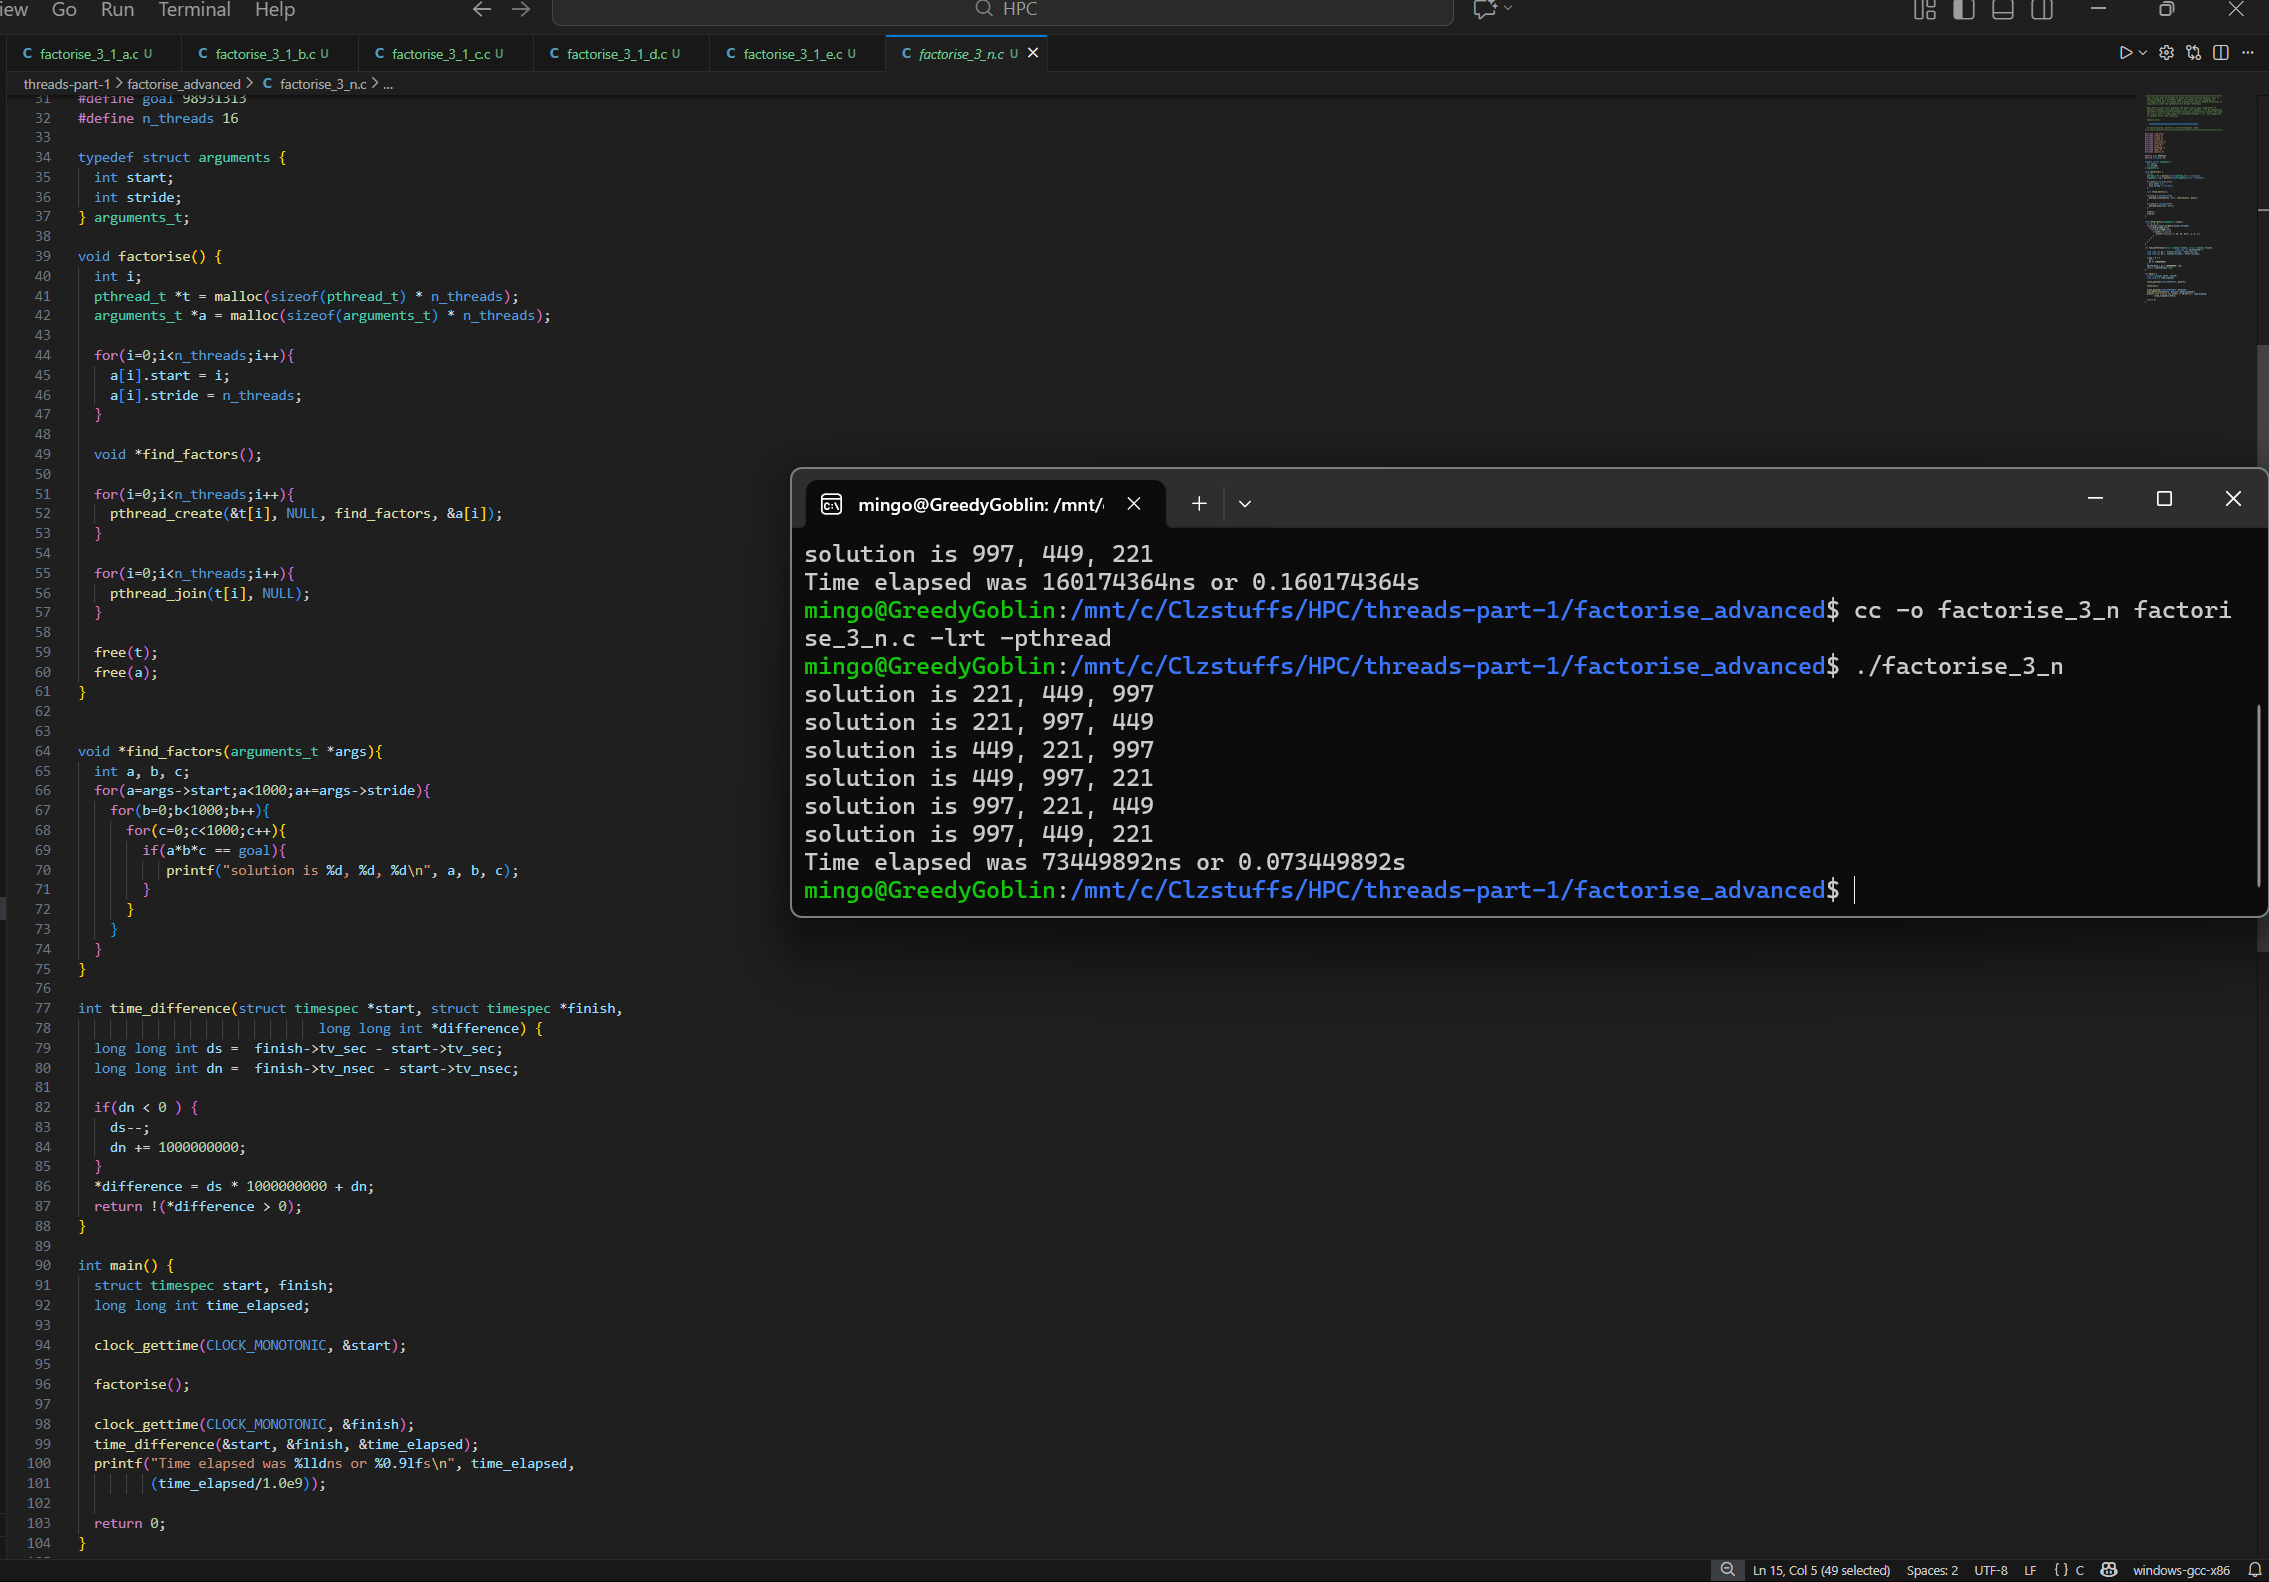 iew Go Run Terminal Help HPC
C factorise_3_1_a.c U C factorise_3_1_b.c U C factorise_3_1_c.c U C factorise_3_1_d.c U C factorise_3_1_e.c U C factorise_3_n.c U
threads-part-1 > factorise_advanced > C factorise_3_n.c > ...
31 #define goal 98931313
32 #define n_threads 16
33
34 typedef struct arguments {
35 int start;
36 int stride;
37 } arguments_t;
38
39 void factorise() {
40 int i;
41 pthread_t *t = malloc(sizeof(pthread_t) * n_threads);
42 arguments_t *a = malloc(sizeof(arguments_t) * n_threads);
43
44 for(i=0;i<n_threads;i++){
45 a[i].start = i;
46 a[i].stride = n_threads;
47 }
48
49 void *find_factors();
50
51 for(i=0;i<n_threads;i++){
52 pthread_create(&t[i], NULL, find_factors, &a[i]);
53 }
54
55 for(i=0;i<n_threads;i++){
56 pthread_join(t[i], NULL);
57 }
58
59 free(t);
60 free(a);
61 }
62
63
64 void *find_factors(arguments_t *args){
65 int a, b, c;
66 for(a=args->start;a<1000;a+=args->stride){
67 for(b=0;b<1000;b++){
68 for(c=0;c<1000;c++){
69 if(a*b*c == goal){
70 printf("solution is %d, %d, %d\n", a, b, c);
71 }
72 }
73 }
74 }
75 }
76
77 int time_difference(struct timespec *start, struct timespec *finish,
78 long long int *difference) {
79 long long int ds =  finish->tv_sec - start->tv_sec;
80 long long int dn =  finish->tv_nsec - start->tv_nsec;
81
82 if(dn < 0 ) {
83 ds--;
84 dn += 1000000000;
85 }
86 *difference = ds * 1000000000 + dn;
87 return !(*difference > 0);
88 }
89
90 int main() {
91 struct timespec start, finish;
92 long long int time_elapsed;
93
94 clock_gettime(CLOCK_MONOTONIC, &start);
95
96 factorise();
97
98 clock_gettime(CLOCK_MONOTONIC, &finish);
99 time_difference(&start, &finish, &time_elapsed);
100 printf("Time elapsed was %lldns or %0.9lfs\n", time_elapsed,
101 (time_elapsed/1.0e9));
102
103 return 0;
104 }
mingo@GreedyGoblin: /mnt/
solution is 997, 449, 221
Time elapsed was 160174364ns or 0.160174364s
mingo@GreedyGoblin:/mnt/c/Clzstuffs/HPC/threads-part-1/factorise_advanced$ cc -o factorise_3_n factori
se_3_n.c -lrt -pthread
mingo@GreedyGoblin:/mnt/c/Clzstuffs/HPC/threads-part-1/factorise_advanced$ ./factorise_3_n
solution is 221, 449, 997
solution is 221, 997, 449
solution is 449, 221, 997
solution is 449, 997, 221
solution is 997, 221, 449
solution is 997, 449, 221
Time elapsed was 73449892ns or 0.073449892s
mingo@GreedyGoblin:/mnt/c/Clzstuffs/HPC/threads-part-1/factorise_advanced$
Ln 15, Col 5 (49 selected) Spaces: 2 UTF-8 LF { } C windows-gcc-x86